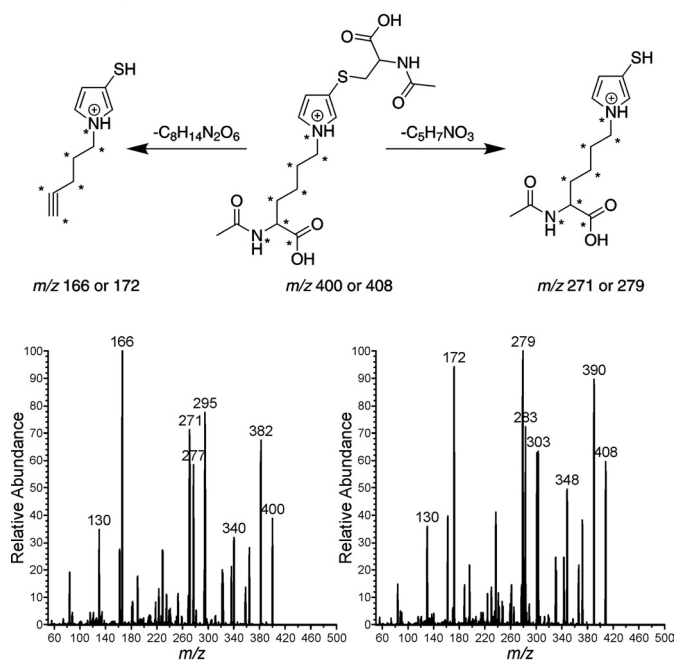 SH
NH
+
*
*
*
*
*
*
m/z 166 or 172
-C₈H₁₄N₂O₆
O
OH
NH
S
O
NH
+
*
*
*
*
*
*
*
*
O
N
H
O
OH
m/z 400 or 408
-C₅H₇NO₃
SH
NH
+
*
*
*
*
*
*
*
*
O
N
H
O
OH
m/z 271 or 279
Relative Abundance
100
90
80
70
60
50
40
30
20
10
0
166
295
271
382
277
400
130
340
60 100 140 180 220 260 300 340 380 420 460 500
m/z
Relative Abundance
100
90
80
70
60
50
40
30
20
10
0
279
172
390
283
303
408
348
130
60 100 140 180 220 260 300 340 380 420 460 500
m/z